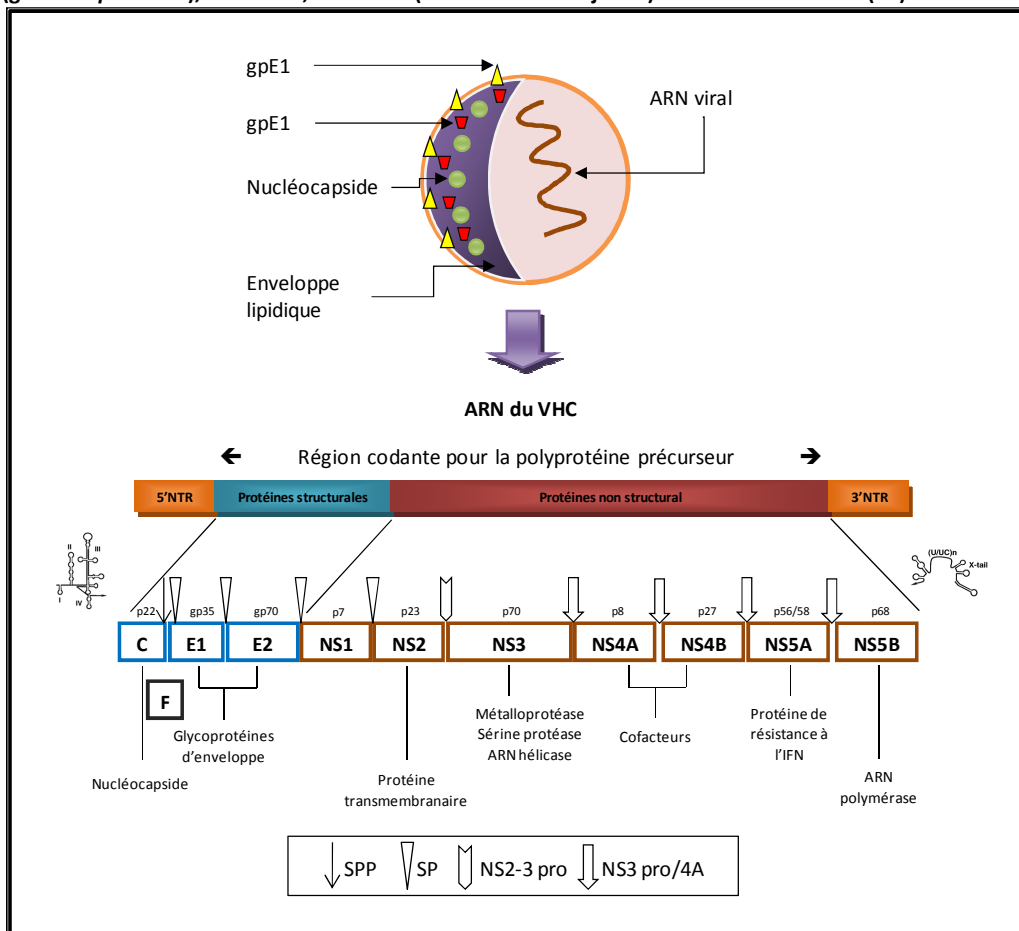 gpE1
ARN viral
gpE1
Nucléocapside
Enveloppe
lipidique
ARN du VHC
Région codante pour la polyprotéine précurseur
5'NTR Protéines structurales Protéines non structural 3'NTR
II
III
I
IV
(U/UC)n
X-tail
p22 gp35 gp70 p7 p23 p70 p8 p27 p56/58 p68
C E1 E2 NS1 NS2 NS3 NS4A NS4B NS5A NS5B
F
Glycoprotéines
d'enveloppe
Nucléocapside
Protéine
transmembranaire
Métalloprotéase
Sérine protéase
ARN hélicase
Cofacteurs
Protéine de
résistance à
l'IFN
ARN
polymérase
SPP SP NS2-3 pro NS3 pro/4A